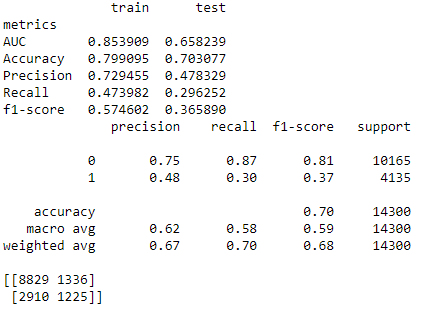 train test
metrics
AUC 0.853909 0.658239
Accuracy 0.799095 0.703077
Precision 0.729455 0.478329
Recall 0.473982 0.296252
f1-score 0.574602 0.365890
precision recall f1-score support
0 0.75 0.87 0.81 10165
1 0.48 0.30 0.37 4135
accuracy 0.70 14300
macro avg 0.62 0.58 0.59 14300
weighted avg 0.67 0.70 0.68 14300
[[8829 1336]
[2910 1225]]